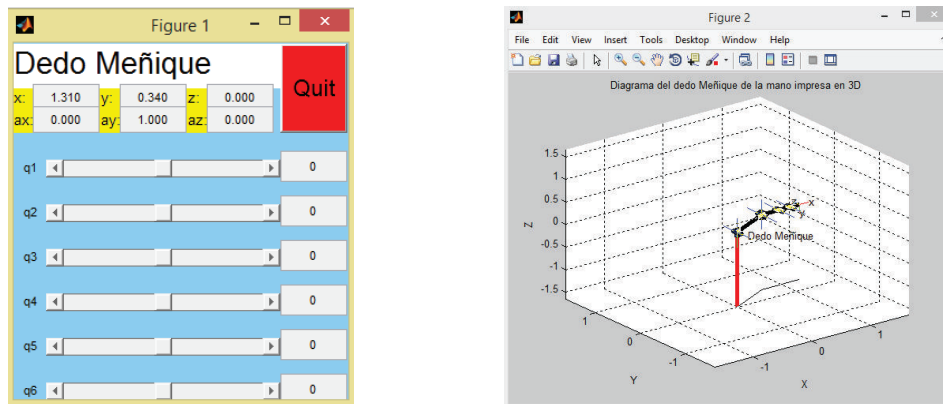 Figure 1
Dedo Meñique
Quit
x: 1.310 y: 0.340 z: 0.000
ax: 0.000 ay: 1.000 az: 0.000
q1 0
q2 0
q3 0
q4 0
q5 0
q6 0
Figure 2
File Edit View Insert Tools Desktop Window Help
Diagrama del dedo Meñique de la mano impresa en 3D
1.5
1
0.5
0
-0.5
-1
-1.5
Z
z x
y
Dedo Meñique
1
0
-1
Y
-1
0
1
X